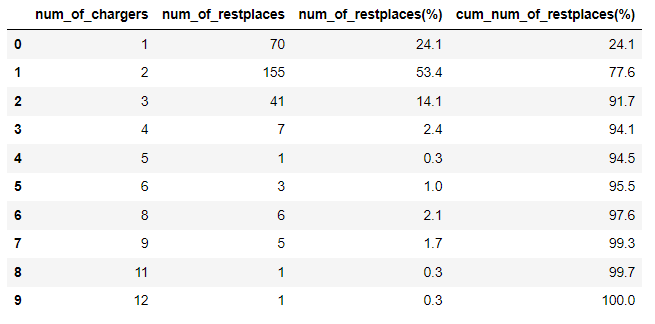 num_of_chargers num_of_restplaces num_of_restplaces(%) cum_num_of_restplaces(%)
0 1 70 24.1 24.1
1 2 155 53.4 77.6
2 3 41 14.1 91.7
3 4 7 2.4 94.1
4 5 1 0.3 94.5
5 6 3 1.0 95.5
6 8 6 2.1 97.6
7 9 5 1.7 99.3
8 11 1 0.3 99.7
9 12 1 0.3 100.0